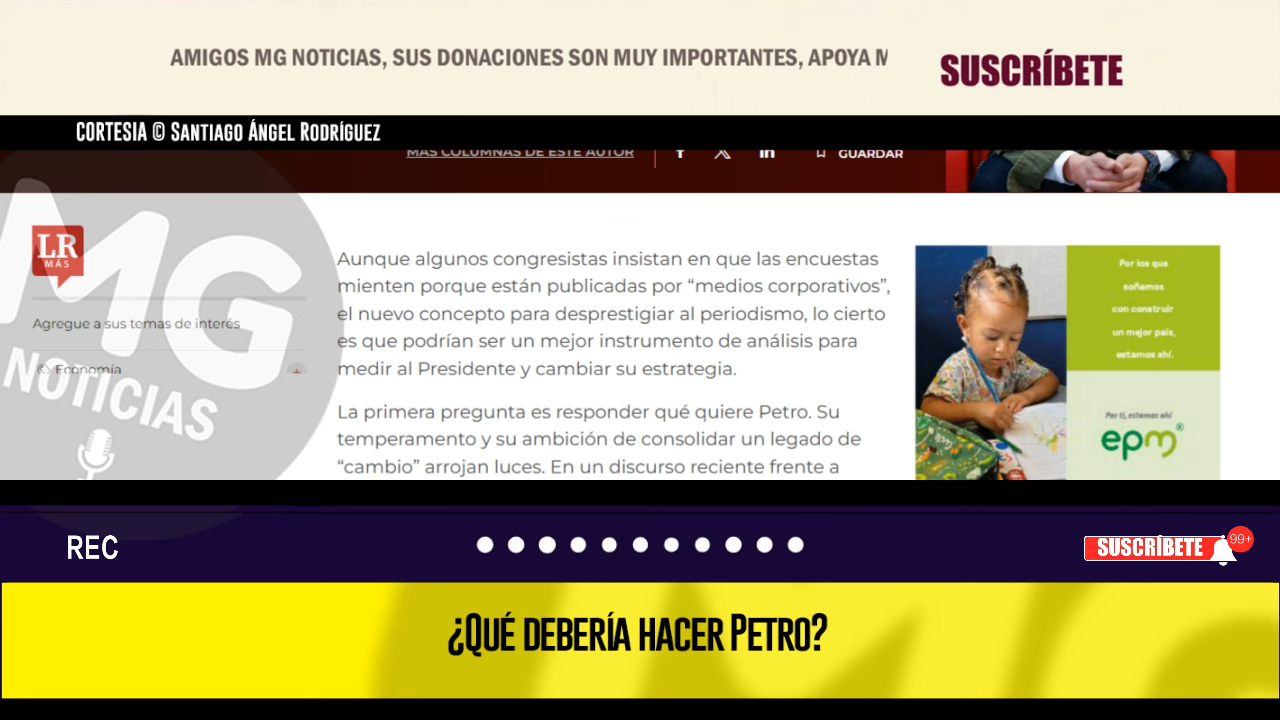 AMIGOS MG NOTICIAS, SUS DONACIONES SON MUY IMPORTANTES, APOYA M
SUSCRÍBETE
CORTESIA © SANTIAGO ÁNGEL RODRÍGUEZ
MÁS COLUMNAS DE ESTE AUTOR
GUARDAR
LR
MÁS
Agregue a sus temas de interés
Economía
MG
NOTICIAS
Aunque algunos congresistas insistan en que las encuestas
mienten porque están publicadas por “medios corporativos”,
el nuevo concepto para desprestigiar al periodismo, lo cierto
es que podrían ser un mejor instrumento de análisis para
medir al Presidente y cambiar su estrategia.
La primera pregunta es responder qué quiere Petro. Su
temperamento y su ambición de consolidar un legado de
“cambio” arrojan luces. En un discurso reciente frente a
Por los que
soñamos
con construir
un mejor país,
estamos ahí.
Por ti, estamos ahí
epm®
REC
SUSCRÍBETE
99+
¿QUÉ DEBERÍA HACER PETRO?